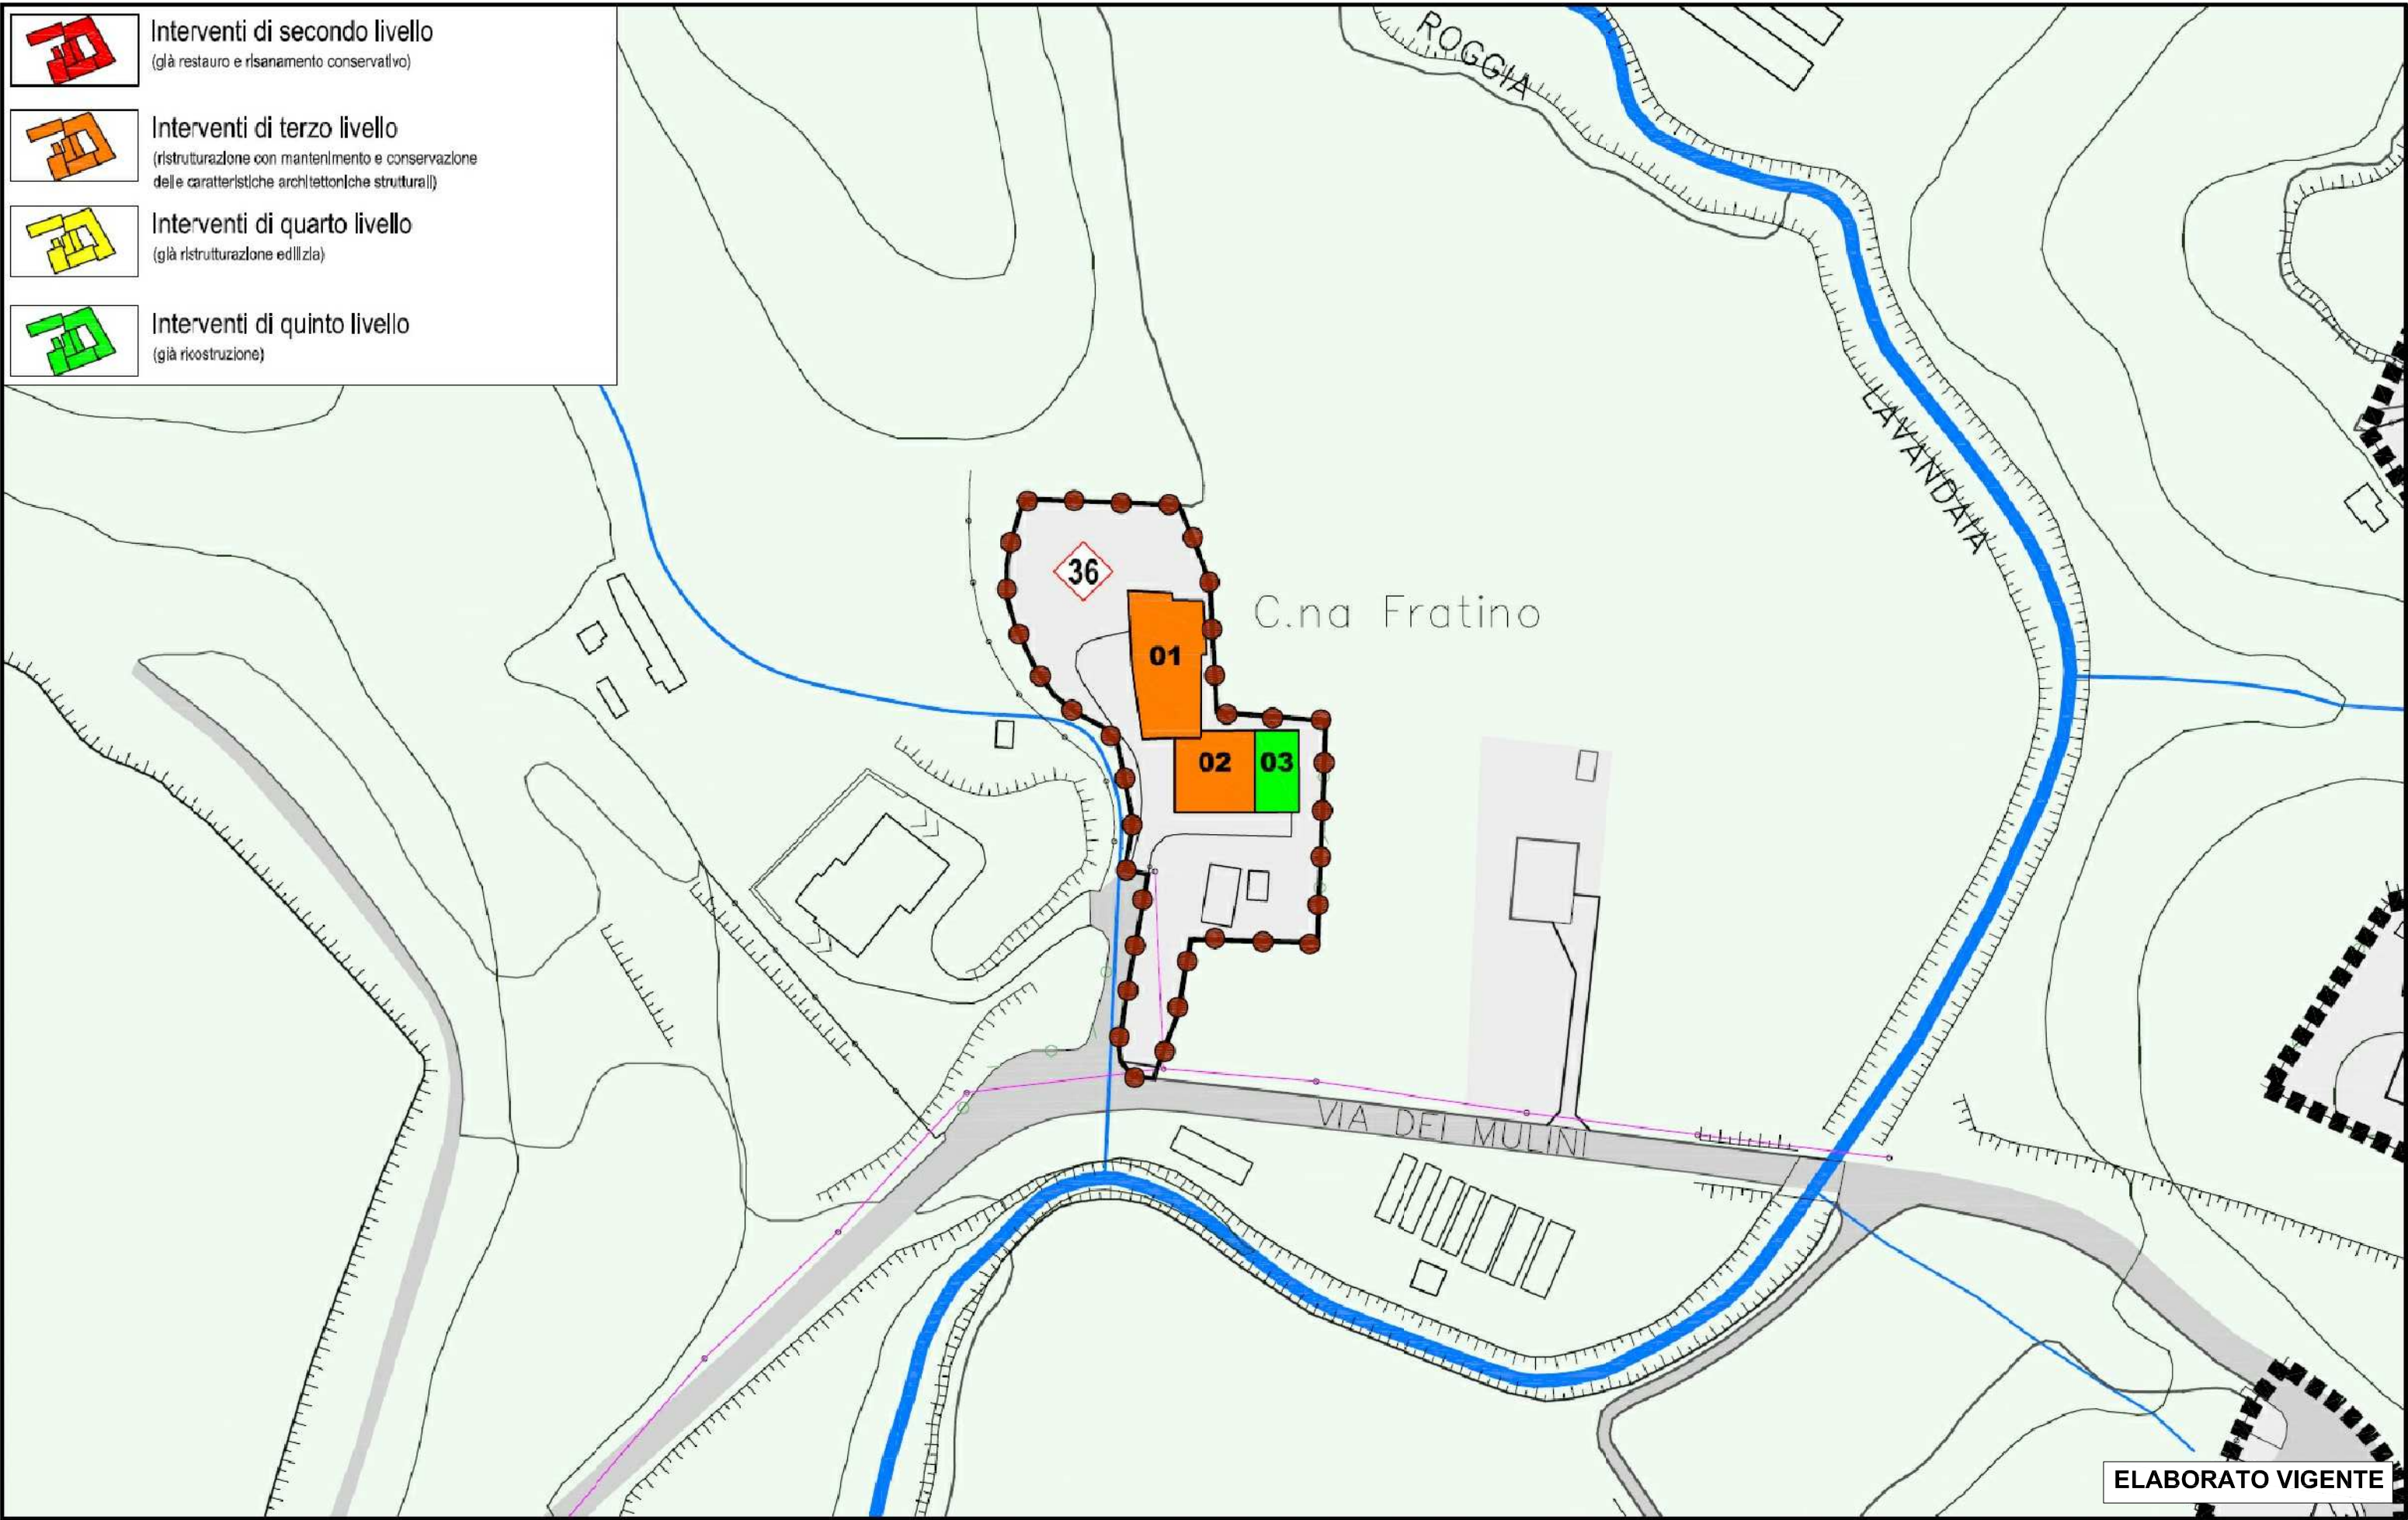 Interventi di secondo livello
(già restauro e risanamento conservativo)
Interventi di terzo livello
(ristrutturazione con mantenimento e conservazione
delle caratteristiche architettoniche strutturali)
Interventi di quarto livello
(già ristrutturazione edilizia)
Interventi di quinto livello
(già ricostruzione)
ROGGIA
LAVANDAIA
36
C.na Fratino
01
02
03
VIA DEI MULINI
ELABORATO VIGENTE